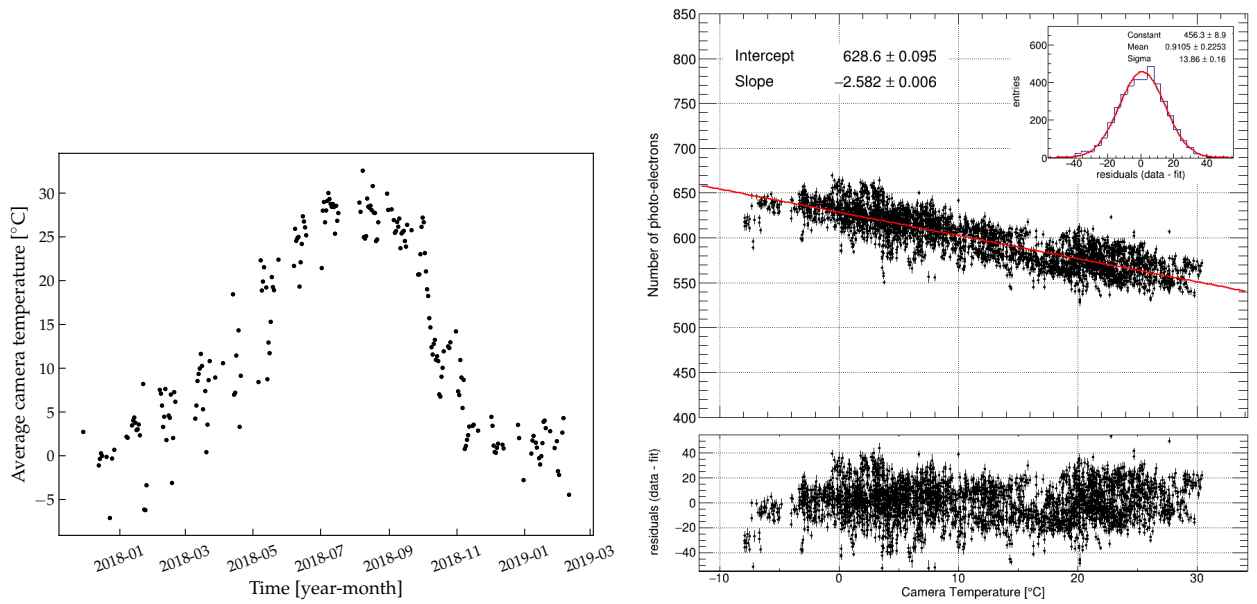 Average camera temperature [°C]
30
25
20
15
10
5
0
−5
2018-01
2018-03
2018-05
2018-07
2018-09
2018-11
2019-01
2019-03
Time [year-month]
Number of photo-electrons
850
800
750
700
650
600
550
500
450
400
Intercept 628.6 ± 0.095
Slope −2.582 ± 0.006
Constant 456.3 ± 8.9
Mean 0.9105 ± 0.2253
Sigma 13.86 ± 0.16
entries
600
400
200
0
−40 −20 0 20 40
residuals (data - fit)
residuals (data - fit)
40
20
0
−20
−40
−10 0 10 20 30
Camera Temperature [°C]